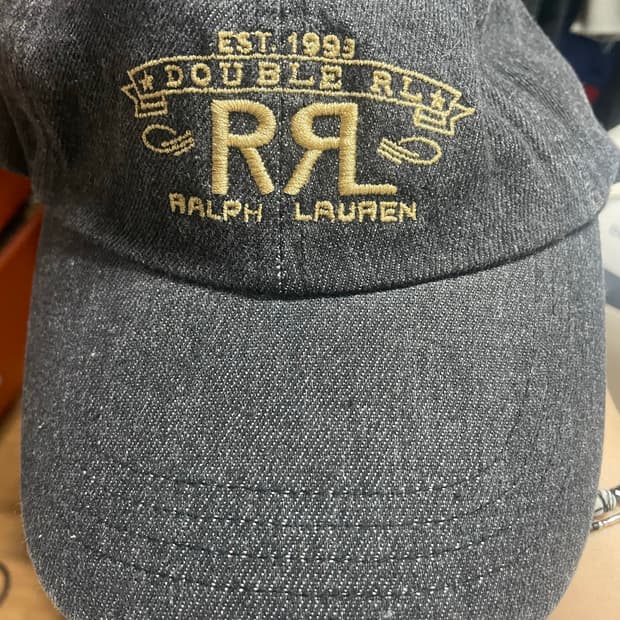 EST. 1993
DOUBLE RL
RRL
RALPH LAUREN